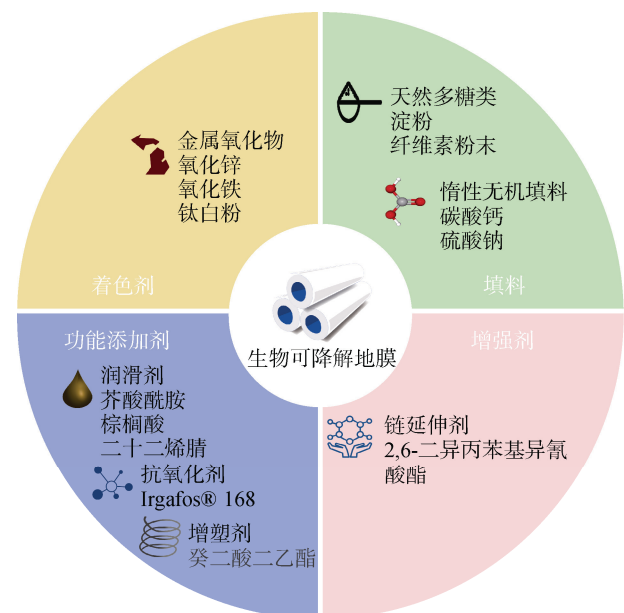 金属氧化物
氧化锌
氧化铁
钛白粉
着色剂
天然多糖类
淀粉
纤维素粉末
惰性无机填料
碳酸钙
硫酸钠
填料
生物可降解地膜
功能添加剂
润滑剂
芥酸酰胺
棕榈酸
二十二烯腈
抗氧化剂
Irgafos® 168
增塑剂
癸二酸二乙酯
增强剂
链延伸剂
2,6-二异丙苯基异氰
酸酯